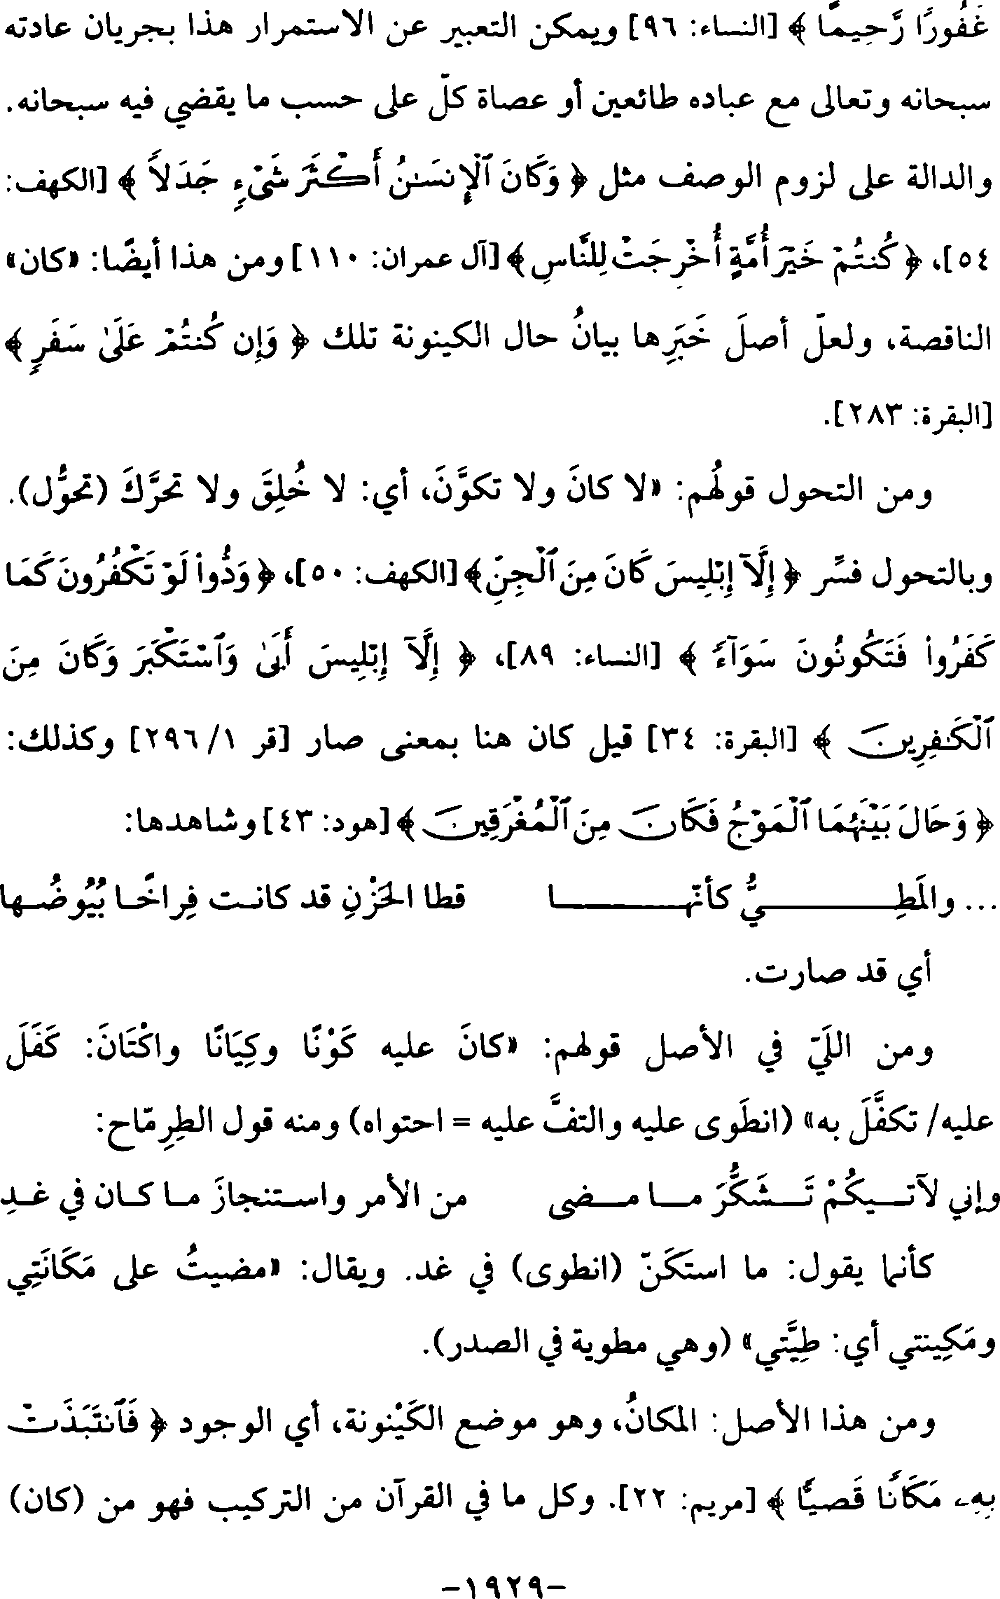 غَفُورًا رَّحِيمًا ﴾ [النساء: ٩٦] ويمكن التعبير عن الاستمرار هذا بجريان عادته
سبحانه وتعالى مع عباده طائعين أو عصاة كلّ على حسب ما يقضي فيه سبحانه.
والدالة على لزوم الوصف مثل ﴿ وَكَانَ ٱلْإِنسَٰنُ أَكْثَرَ شَىْءٍ جَدَلًا ﴾ [الكهف:
٥٤]، ﴿ كُنتُمْ خَيْرَ أُمَّةٍ أُخْرِجَتْ لِلنَّاسِ ﴾ [آل عمران: ١١٠] ومن هذا أيضًا: «كان»
الناقصة، ولعلّ أصلَ خَبَرِها بيانُ حال الكينونة تلك ﴿ وَإِن كُنتُمْ عَلَىٰ سَفَرٍ ﴾
[البقرة: ٢٨٣].
ومن التحول قولُهم: «لا كانَ ولا تكوَّنَ، أي: لا خُلِقَ ولا تحرَّكَ (تحوُّل).
وبالتحول فسِّر ﴿ إِلَّآ إِبْلِيسَ كَانَ مِنَ ٱلْجِنِّ ﴾ [الكهف: ٥٠]، ﴿ وَدُّوا۟ لَوْ تَكْفُرُونَ كَمَا
كَفَرُوا۟ فَتَكُونُونَ سَوَآءً ﴾ [النساء: ٨٩]، ﴿ إِلَّآ إِبْلِيسَ أَبَىٰ وَٱسْتَكْبَرَ وَكَانَ مِنَ
ٱلْكَٰفِرِينَ ﴾ [البقرة: ٣٤] قيل كان هنا بمعنى صار [قر ١/ ٢٩٦] وكذلك:
﴿ وَحَالَ بَيْنَهُمَا ٱلْمَوْجُ فَكَانَ مِنَ ٱلْمُغْرَقِينَ ﴾ [هود: ٤٣] وشاهدها:
... والمَطِيُّ كأنّها قطا الحَزْنِ قد كانت فِراخًا بُيُوضُها
أي قد صارت.
ومن اللَيّ في الأصل قولهم: «كانَ عليه كَوْنًا وكِيَانًا واكْتَانَ: كَفَلَ
عليه/ تكفَّلَ به» (انطَوى عليه والتفَّ عليه = احتواه) ومنه قول الطِرِمّاح:
وإني لآتيكُمْ تَشَكُّرَ ما مضى من الأمر واستنجازَ ما كان في غدِ
كأنما يقول: ما استَكَنّ (انطوى) في غد. ويقال: «مضيتُ على مَكَانَتِي
ومَكِينتي أي: طِيَّتي» (وهي مطوية في الصدر).
ومن هذا الأصل: المكانُ، وهو موضع الكَيْنونة، أي الوجود ﴿ فَٱنتَبَذَتْ
بِهِۦ مَكَانًا قَصِيًّا ﴾ [مريم: ٢٢]. وكل ما في القرآن من التركيب فهو من (كان)
-١٩٢٩-